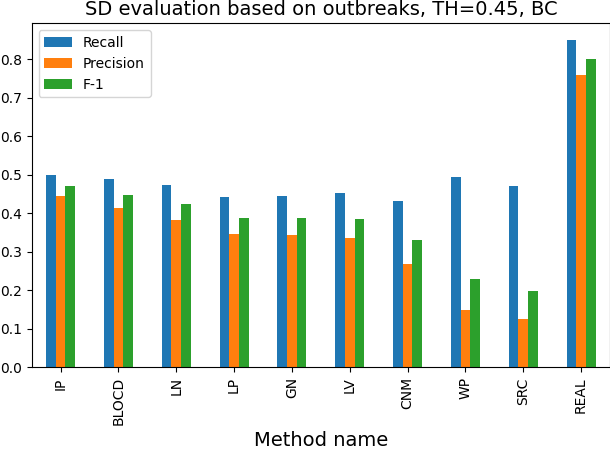 SD evaluation based on outbreaks, TH=0.45, BC
Recall
Precision
F-1
0.8
0.7
0.6
0.5
0.4
0.3
0.2
0.1
0.0
IP
BLOCD
LN
LP
GN
LV
CNM
WP
SRC
REAL
Method name